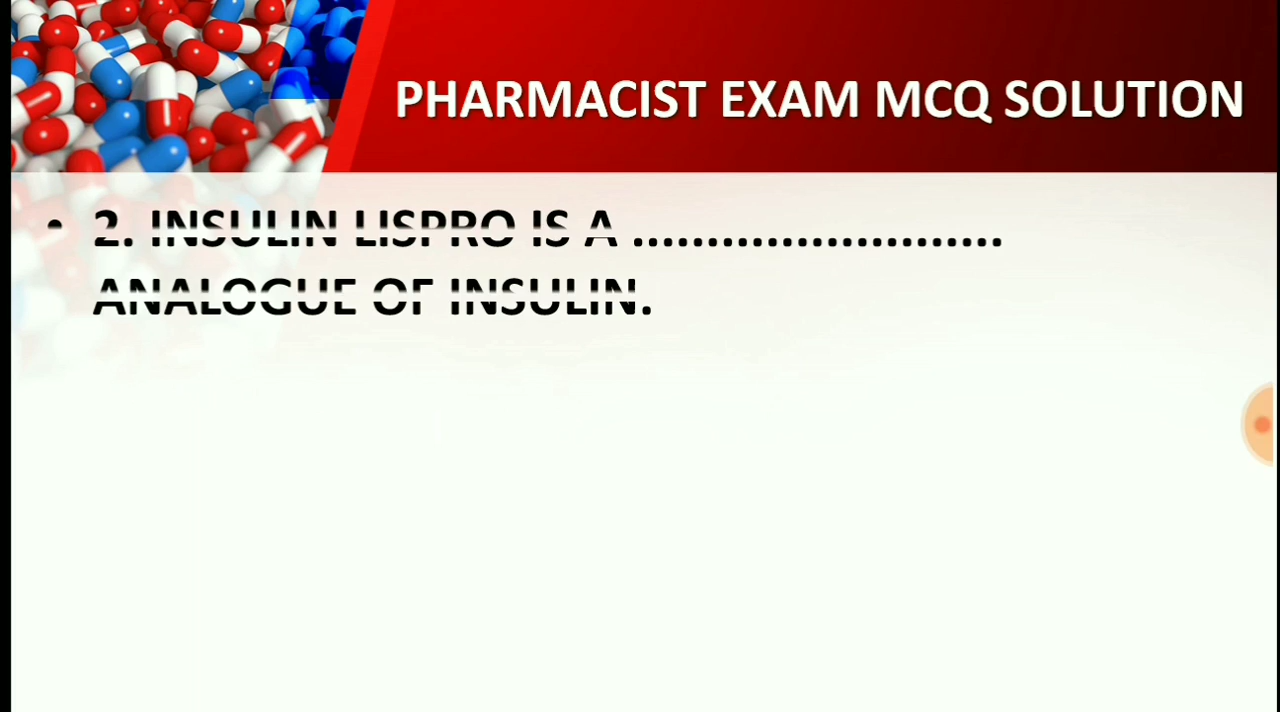 PHARMACIST EXAM MCQ SOLUTION
• 2. INSULIN LISPRO IS A .........................
ANALOGUE OF INSULIN.